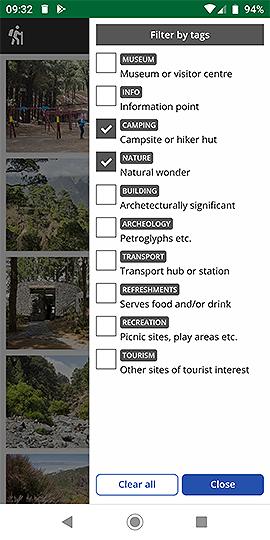 09:32 94%
Filter by tags
MUSEUM
Museum or visitor centre
INFO
Information point
CAMPING
Campsite or hiker hut
NATURE
Natural wonder
BUILDING
Archetecturally significant
ARCHEOLOGY
Petroglyphs etc.
TRANSPORT
Transport hub or station
REFRESHMENTS
Serves food and/or drink
RECREATION
Picnic sites, play areas etc.
TOURISM
Other sites of tourist interest
Clear all Close